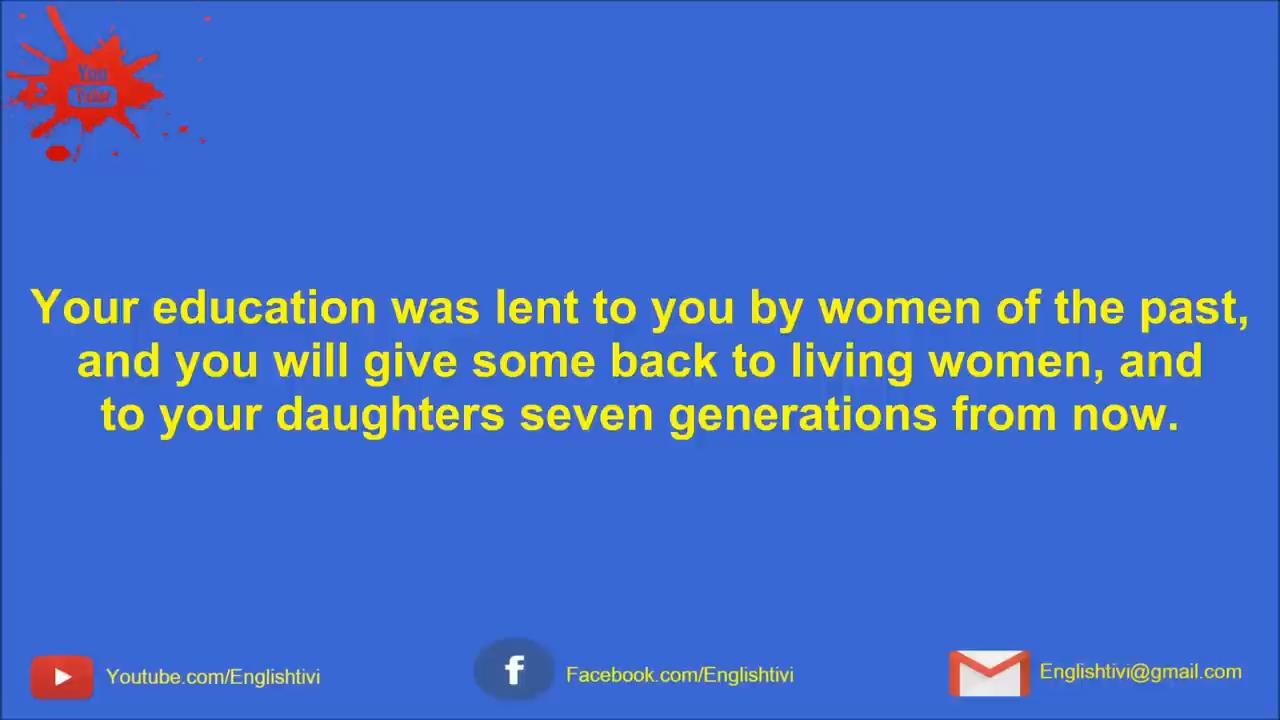 You
Tube
Your education was lent to you by women of the past,
and you will give some back to living women, and
to your daughters seven generations from now.
Youtube.com/Englishtivi
f
Facebook.com/Englishtivi
Englishtivi@gmail.com